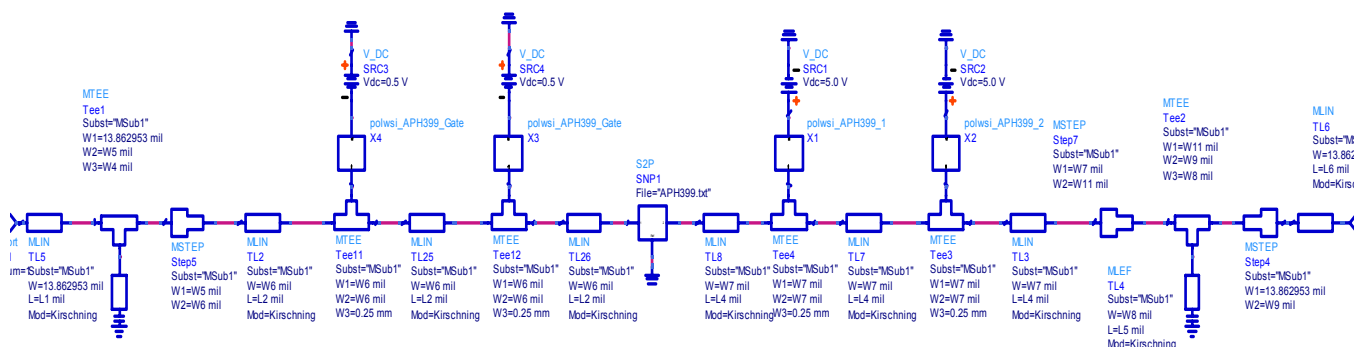 V_DC
SRC3
Vdc=0.5 V
V_DC
SRC4
Vdc=0.5 V
V_DC
SRC1
Vdc=5.0 V
V_DC
SRC2
Vdc=5.0 V
MTEE
Tee1
Subst="MSub1"
W1=13.862953 mil
W2=W5 mil
W3=W4 mil
polwsi_APH399_Gate
X4
polwsi_APH399_Gate
X3
S2P
SNP1
File="APH399.txt"
polwsi_APH399_1
X1
polwsi_APH399_2
X2
MSTEP
Step7
Subst="MSub1"
W1=W7 mil
W2=W11 mil
MTEE
Tee2
Subst="MSub1"
W1=W11 mil
W2=W9 mil
W3=W8 mil
MLIN
TL6
W=13.862
L=L6 mil
MLIN
TL5
Subst="MSub1"
W=13.862953 mil
L=L1 mil
Mod=Kirschning
MSTEP
Step5
Subst="MSub1"
W1=W5 mil
W2=W6 mil
MLIN
TL2
Subst="MSub1"
W=W6 mil
L=L2 mil
Mod=Kirschning
MTEE
Tee11
Subst="MSub1"
W1=W6 mil
W2=W6 mil
W3=0.25 mm
MLIN
TL25
Subst="MSub1"
W=W6 mil
L=L2 mil
Mod=Kirschning
MTEE
Tee12
Subst="MSub1"
W1=W6 mil
W2=W6 mil
W3=0.25 mm
MLIN
TL26
Subst="MSub1"
W=W6 mil
L=L2 mil
Mod=Kirschning
MLIN
TL8
Subst="MSub1"
W=W7 mil
L=L4 mil
Mod=Kirschning
MTEE
Tee4
Subst="MSub1"
W1=W7 mil
W2=W7 mil
W3=0.25 mm
MLIN
TL7
Subst="MSub1"
W=W7 mil
L=L4 mil
Mod=Kirschning
MTEE
Tee3
Subst="MSub1"
W1=W7 mil
W2=W7 mil
W3=0.25 mm
MLIN
TL3
Subst="MSub1"
W=W7 mil
L=L4 mil
Mod=Kirschning
MLEF
TL4
Subst="MSub1"
W=W8 mil
L=L5 mil
Mod=Kirschning
MSTEP
Step4
Subst="MSub1"
W1=13.862953 mil
W2=W9 mil